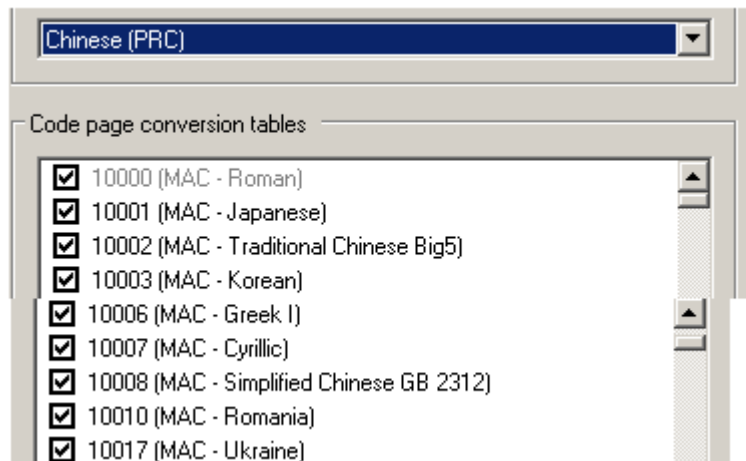 Chinese (PRC)
Code page conversion tables
10000 (MAC - Roman)
10001 (MAC - Japanese)
10002 (MAC - Traditional Chinese Big5)
10003 (MAC - Korean)
10006 (MAC - Greek I)
10007 (MAC - Cyrillic)
10008 (MAC - Simplified Chinese GB 2312)
10010 (MAC - Romania)
10017 (MAC - Ukraine)